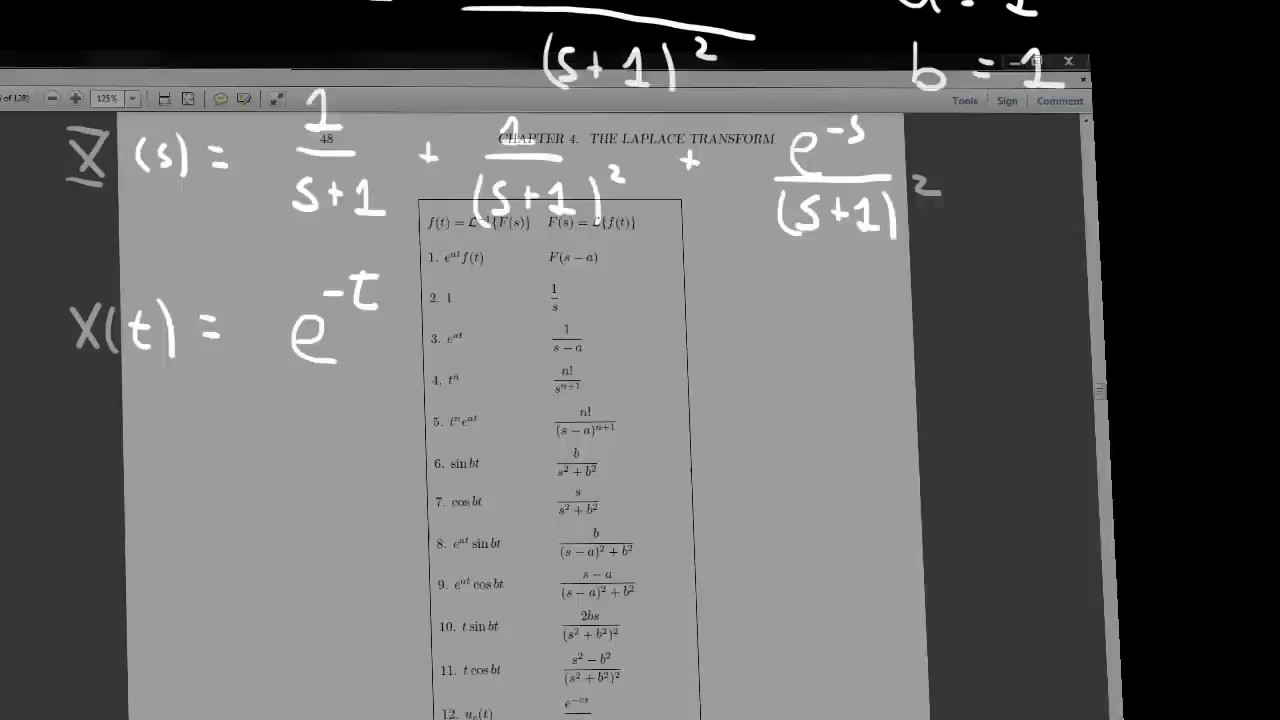 a = 1
(s+1)²
b = 1
of 128) 125% Tools Sign Comment
48 CHAPTER 4. THE LAPLACE TRANSFORM
X(s) = 1/(s+1) + 1/(s+1)² + e^{-s}/(s+1)²
f(t) = ℒ⁻¹{F(s)} F(s) = ℒ{f(t)}
1. e^{at} f(t) F(s − a)
2. 1 1/s
x(t) = e^{-t}
3. e^{at} 1/(s − a)
4. tⁿ n!/s^{n+1}
5. tⁿe^{at} n!/(s − a)^{n+1}
6. sin bt b/(s² + b²)
7. cos bt s/(s² + b²)
8. e^{at} sin bt b/((s − a)² + b²)
9. e^{at} cos bt (s − a)/((s − a)² + b²)
10. t sin bt 2bs/(s² + b²)²
11. t cos bt (s² − b²)/(s² + b²)²
12. u_c(t) e^{−cs}